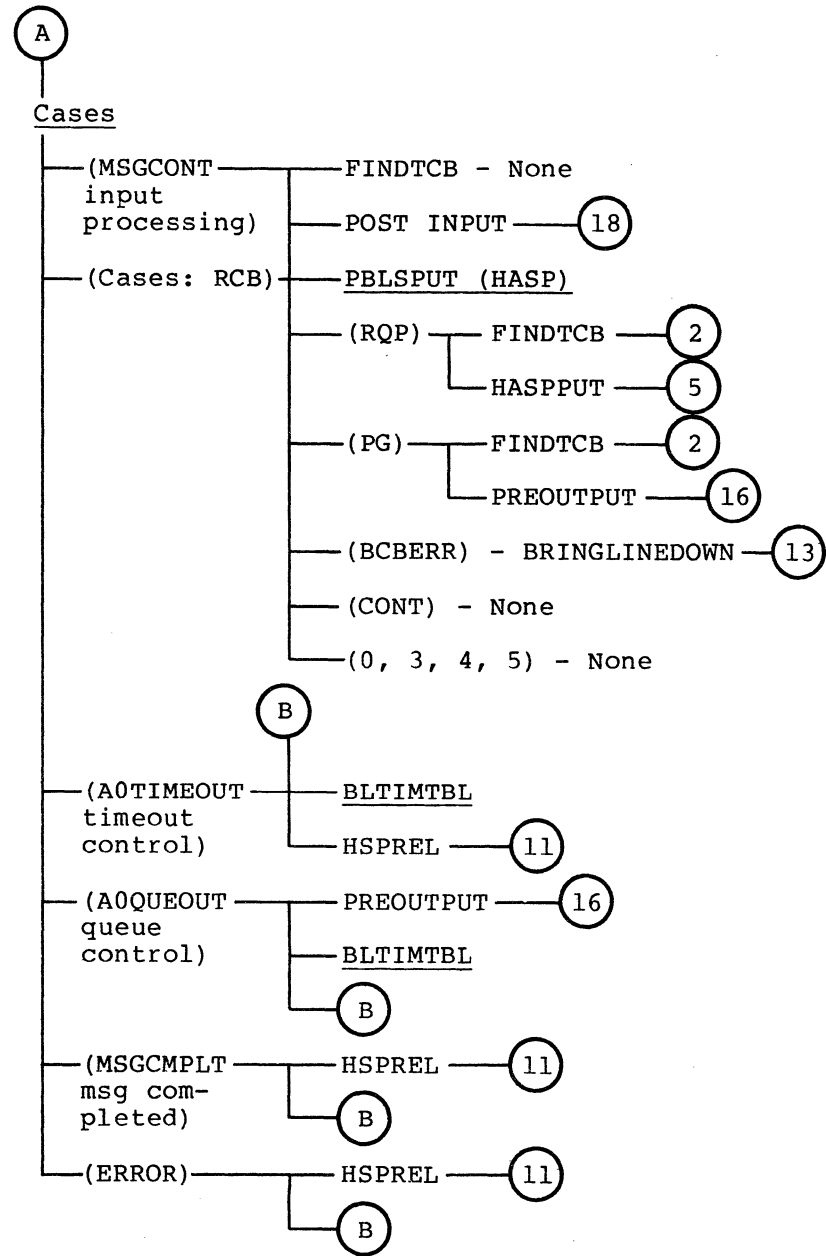 A
Cases
(MSGCONT input processing)
FINDTCB - None
POST INPUT
18
(Cases: RCB)
PBLSPUT (HASP)
(RQP)
FINDTCB
2
HASPPUT
5
(PG)
FINDTCB
2
PREOUTPUT
16
(BCBERR) - BRINGLINEDOWN
13
(CONT) - None
(0, 3, 4, 5) - None
B
(A0TIMEOUT
timeout
control)
BLTIMTBL
HSPREL
11
(A0QUEOUT
queue
control)
PREOUTPUT
16
BLTIMTBL
B
(MSGCMPLT
msg com-
pleted)
HSPREL
11
B
(ERROR)
HSPREL
11
B